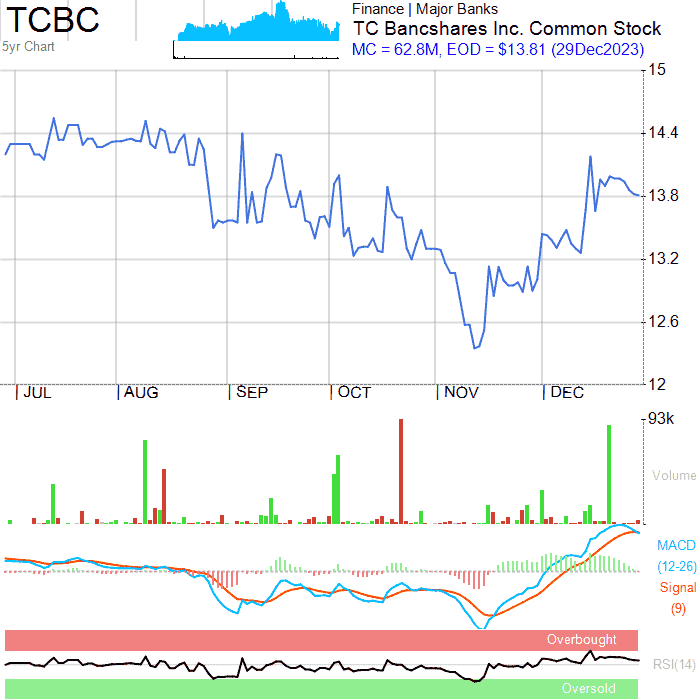 TCBC
5yr Chart
Finance | Major Banks
TC Bancshares Inc. Common Stock
MC = 62.8M, EOD = $13.81 (29Dec2023)
15
14.4
13.8
13.2
12.6
12
JUL AUG SEP OCT NOV DEC
93k
Volume
MACD
(12-26)
Signal
(9)
Overbought
RSI(14)
Oversold